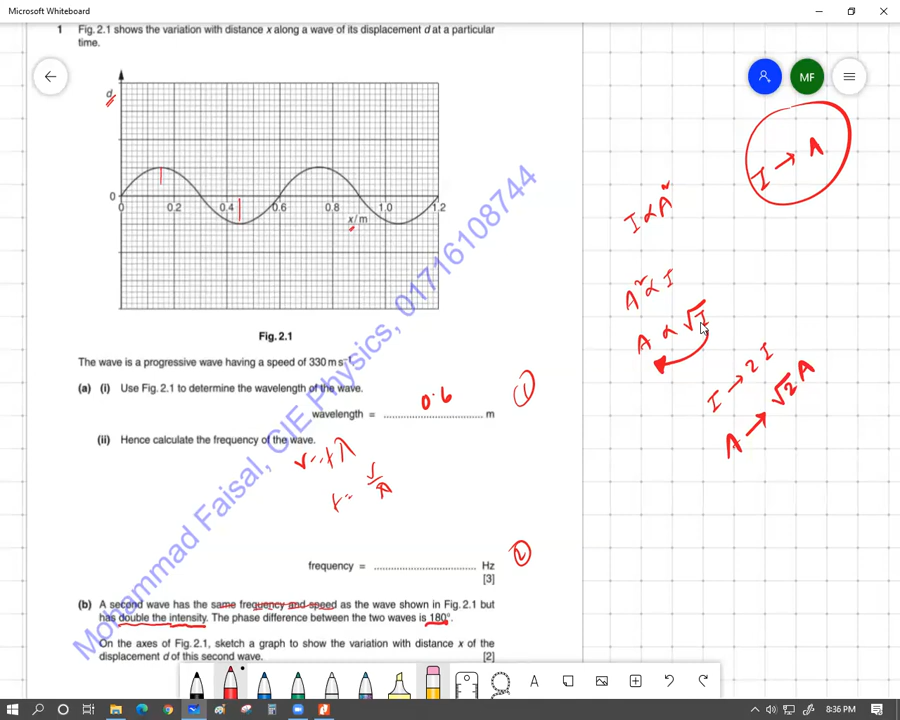 Microsoft Whiteboard
1 Fig. 2.1 shows the variation with distance x along a wave of its displacement d at a particular
time.
MF
d
I → A
0
0 0.2 0.4 0.6 0.8 1.0 1.2
x/m
I ∝ A²
A² ∝ I
A ∝ √I
Fig. 2.1
I → 2I
A → √2 A
The wave is a progressive wave having a speed of 330 m s⁻¹.
(a) (i) Use Fig. 2.1 to determine the wavelength of the wave.
wavelength = 0.6 m
1
(ii) Hence calculate the frequency of the wave.
v = fλ
f = v/λ
frequency = ................................ Hz
2
[3]
(b) A second wave has the same frequency and speed as the wave shown in Fig. 2.1 but
has double the intensity. The phase difference between the two waves is 180°.
On the axes of Fig. 2.1, sketch a graph to show the variation with distance x of the
displacement d of this second wave. [2]
Mohammad Faisal, CIE Physics, 01716108744
8:36 PM